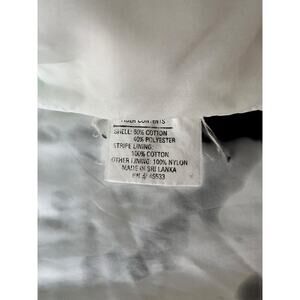 FIBER CONTENTS
SHELL: 60% COTTON
40% POLYESTER
STRIPE LINING:
100% COTTON
OTHER LINING: 100% NYLON
MADE IN SRI LANKA
RN # 45533